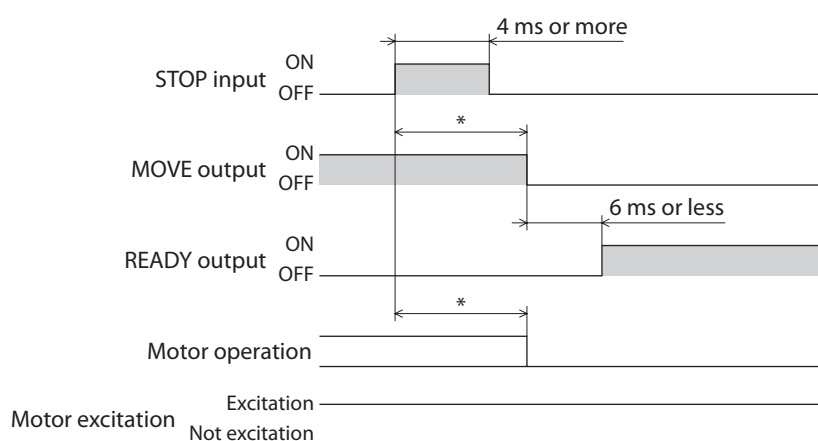 4 ms or more
STOP input ON
OFF
*
MOVE output ON
OFF
6 ms or less
READY output ON
OFF
*
Motor operation
Motor excitation Excitation
Not excitation